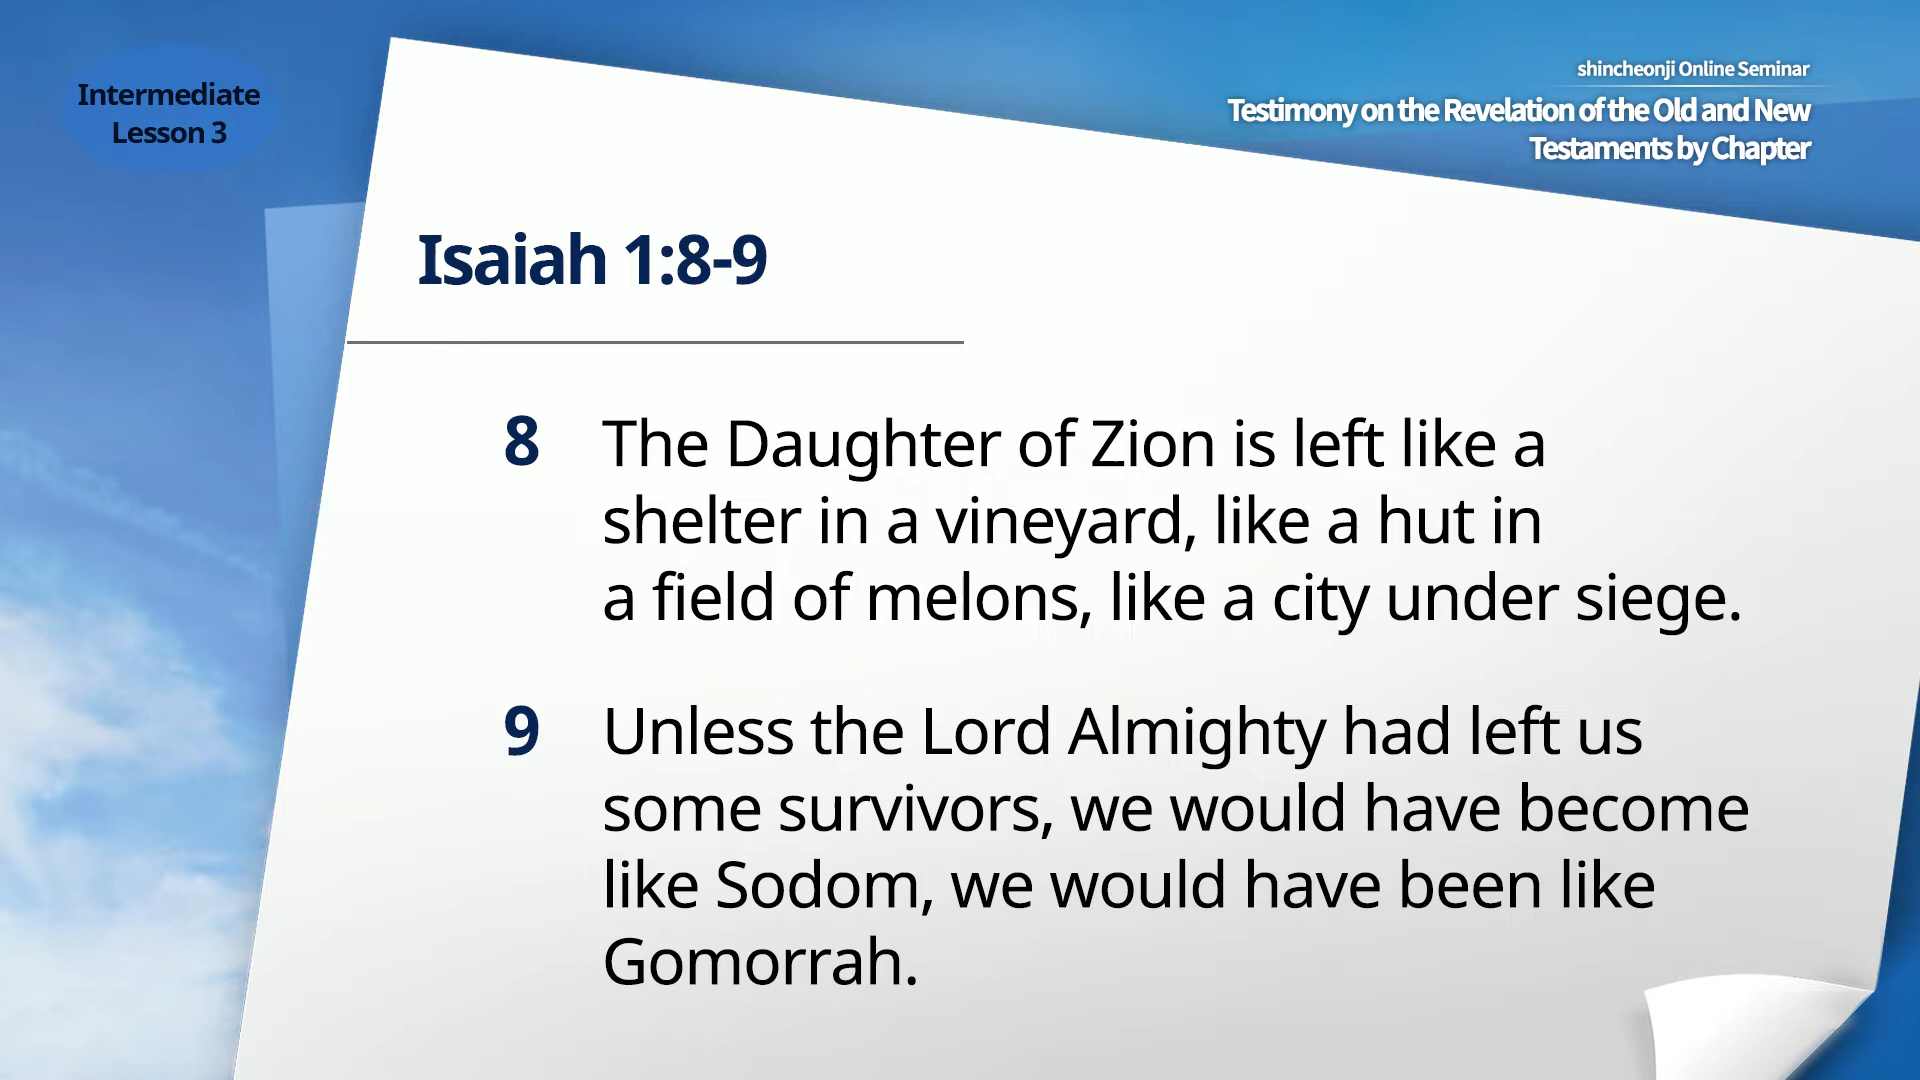 Intermediate
Lesson 3
shincheonji Online Seminar
Testimony on the Revelation of the Old and New
Testaments by Chapter
Isaiah 1:8-9
8 The Daughter of Zion is left like a
shelter in a vineyard, like a hut in
a field of melons, like a city under siege.
9 Unless the Lord Almighty had left us
some survivors, we would have become
like Sodom, we would have been like
Gomorrah.